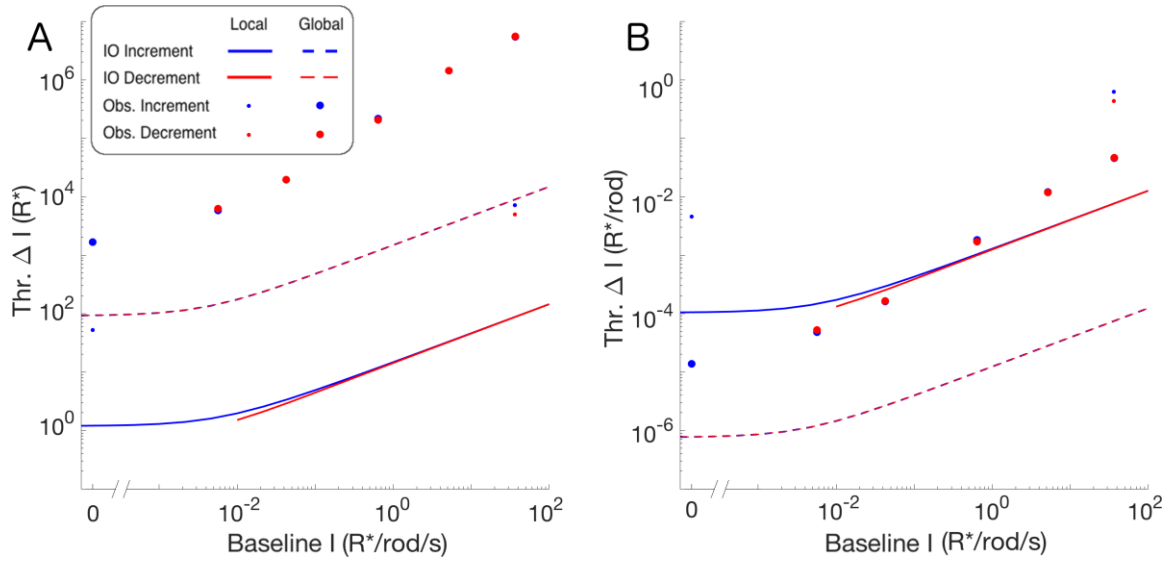 A
Local Global
IO Increment
IO Decrement
Obs. Increment
Obs. Decrement
Thr. Δ I (R*)
10^6
10^4
10^2
10^0
0 10^-2 10^0 10^2
Baseline I (R*/rod/s)
B
Thr. Δ I (R*/rod)
10^0
10^-2
10^-4
10^-6
0 10^-2 10^0 10^2
Baseline I (R*/rod/s)